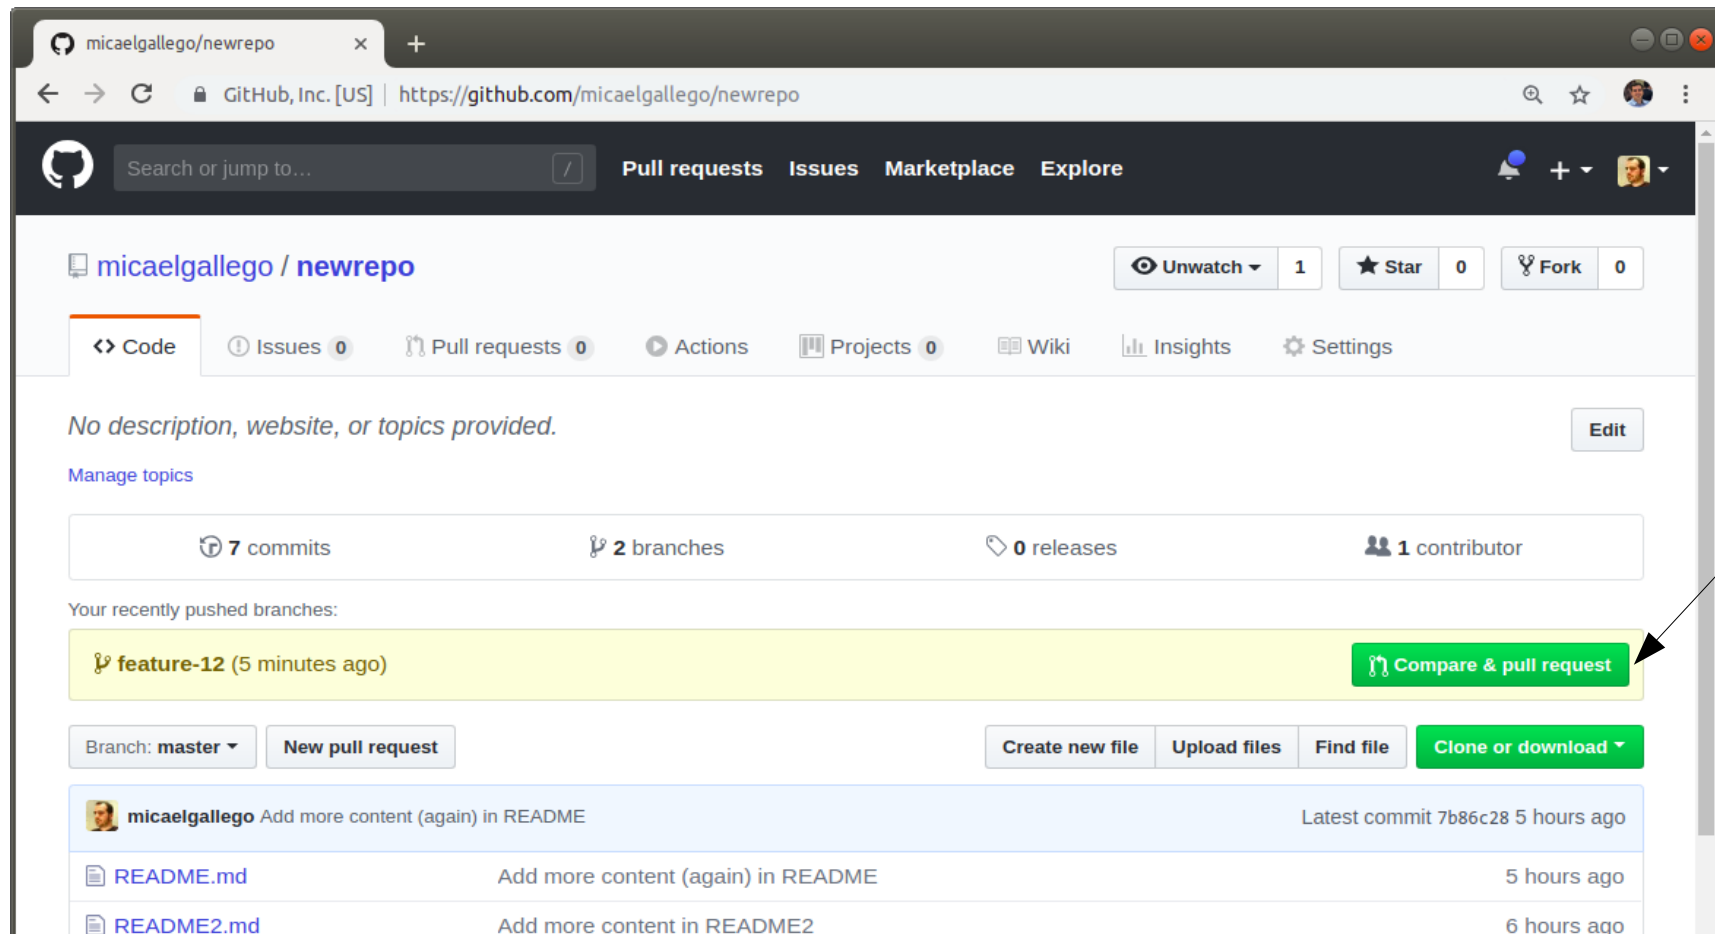 micaelgallego/newrepo
GitHub, Inc. [US] https://github.com/micaelgallego/newrepo
Search or jump to… / Pull requests Issues Marketplace Explore
micaelgallego / newrepo Unwatch 1 Star 0 Fork 0
Code Issues 0 Pull requests 0 Actions Projects 0 Wiki Insights Settings
No description, website, or topics provided. Edit
Manage topics
7 commits 2 branches 0 releases 1 contributor
Your recently pushed branches:
feature-12 (5 minutes ago) Compare & pull request
Branch: master New pull request Create new file Upload files Find file Clone or download
micaelgallego Add more content (again) in README Latest commit 7b86c28 5 hours ago
README.md Add more content (again) in README 5 hours ago
README2.md Add more content in README2 6 hours ago